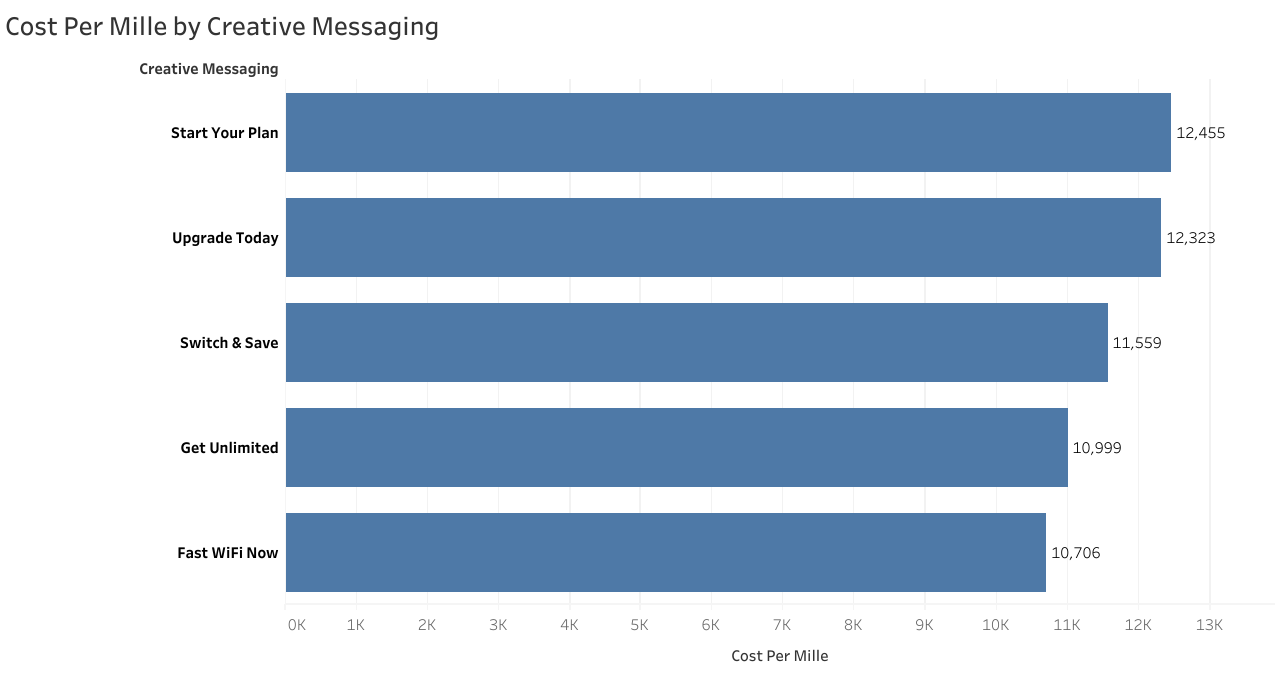 Cost Per Mille by Creative Messaging
Creative Messaging
Start Your Plan 12,455
Upgrade Today 12,323
Switch & Save 11,559
Get Unlimited 10,999
Fast WiFi Now 10,706
0K 1K 2K 3K 4K 5K 6K 7K 8K 9K 10K 11K 12K 13K
Cost Per Mille